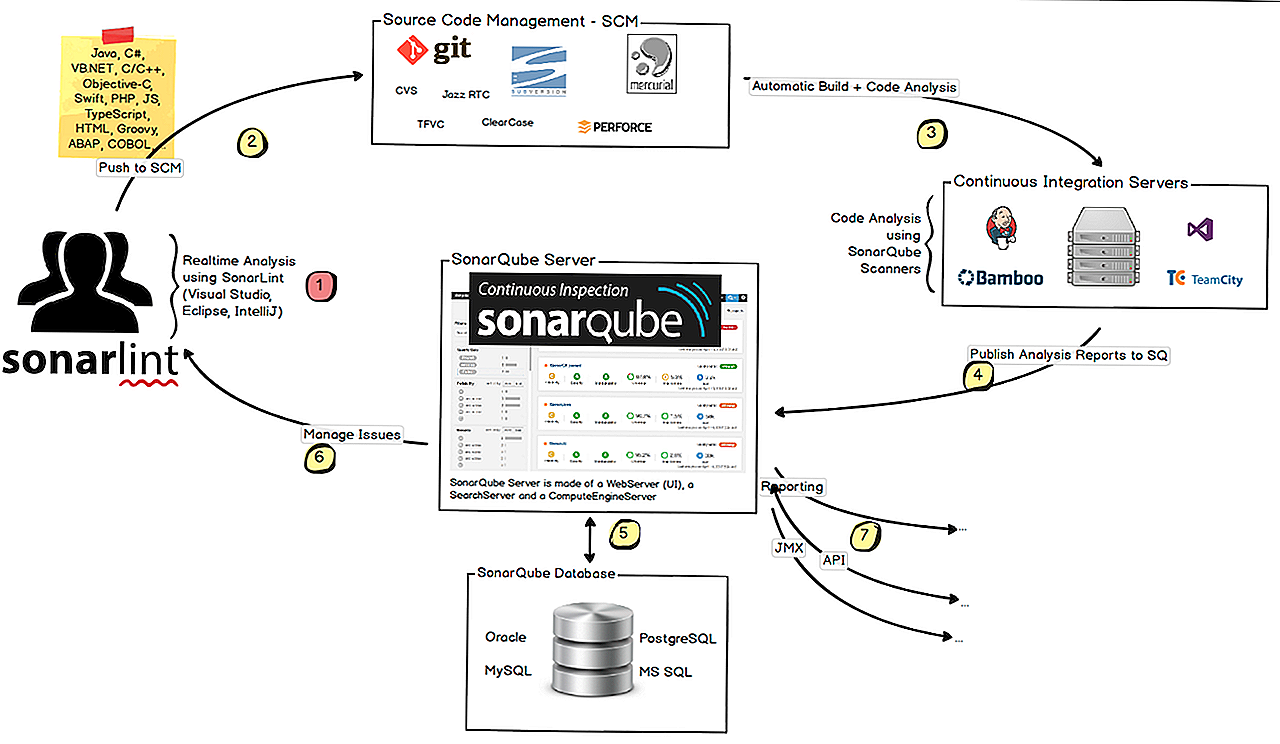 Java, C#,
VB.NET, C/C++,
Objective-C,
Swift, PHP, JS,
TypeScript,
HTML, Groovy,
ABAP, COBOL, ...
Push to SCM
2
Source Code Management - SCM
git
SUBVERSION
mercurial
CVS
Jazz RTC
TFVC
ClearCase
PERFORCE
Automatic Build + Code Analysis
3
Continuous Integration Servers
Code Analysis
using
SonarQube
Scanners
Bamboo
TC TeamCity
Realtime Analysis
using SonarLint
(Visual Studio,
Eclipse, IntelliJ)
1
sonarlint
SonarQube Server
Continuous Inspection
sonarqube
SonarQube Server is made of a WebServer (UI), a
SearchServer and a ComputeEngineServer
Publish Analysis Reports to SQ
4
Manage Issues
6
5
Reporting
7
JMX
API
...
...
...
SonarQube Database
Oracle
PostgreSQL
MySQL
MS SQL